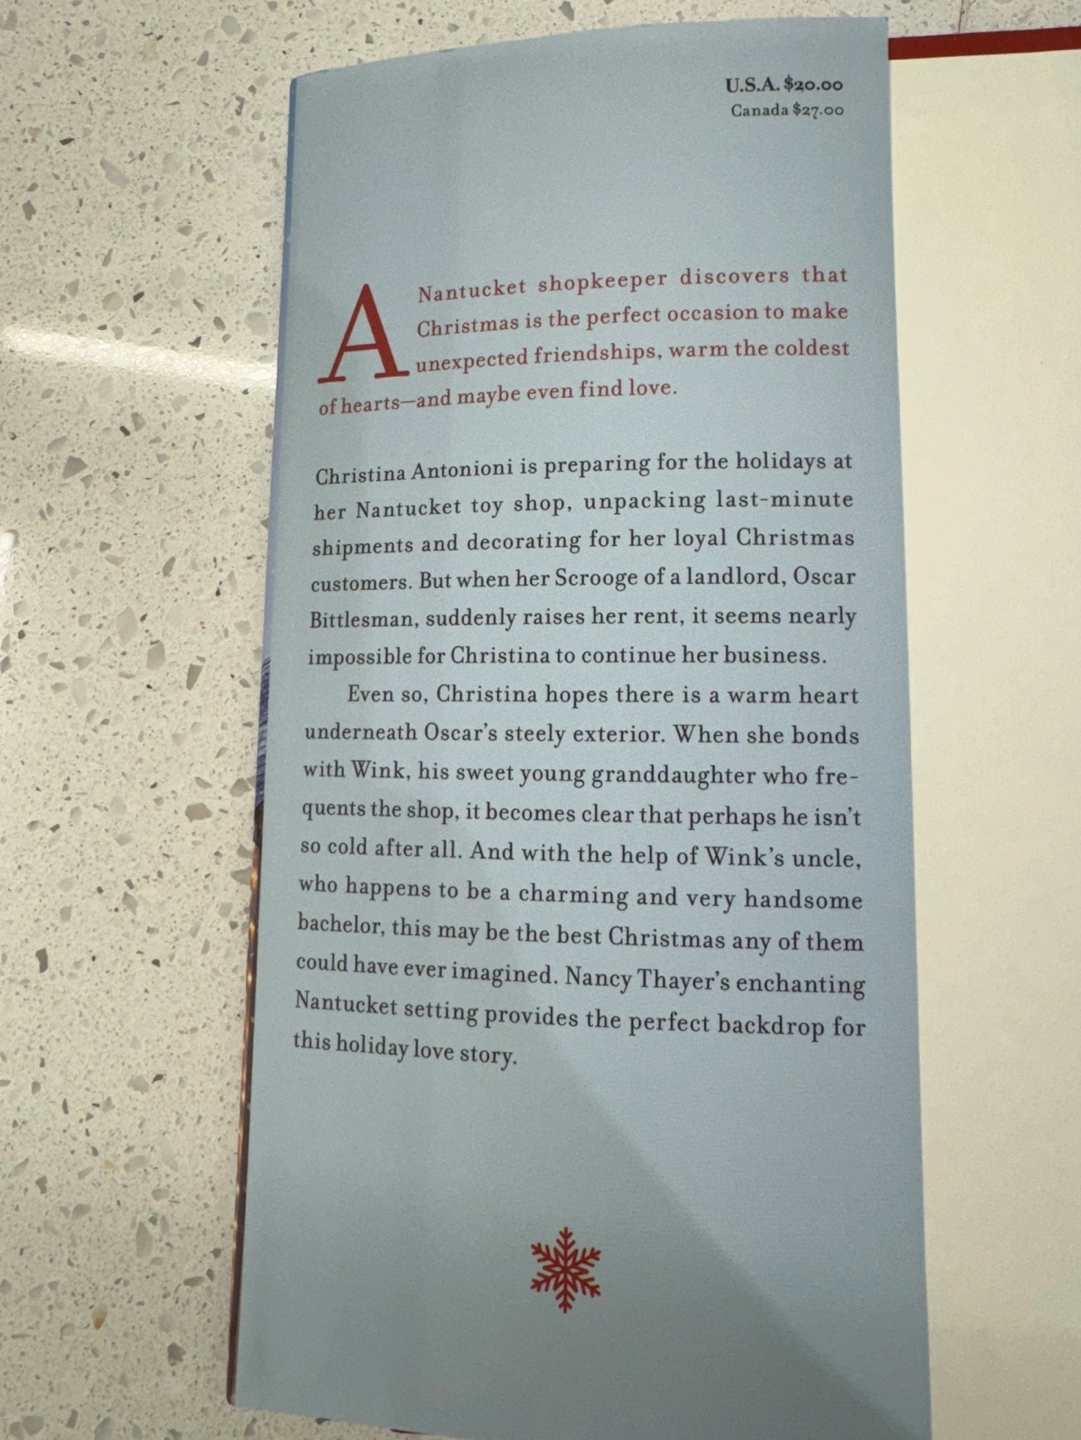 U.S.A. $20.00
Canada $27.00
A Nantucket shopkeeper discovers that
Christmas is the perfect occasion to make
unexpected friendships, warm the coldest
of hearts—and maybe even find love.
Christina Antonioni is preparing for the holidays at
her Nantucket toy shop, unpacking last-minute
shipments and decorating for her loyal Christmas
customers. But when her Scrooge of a landlord, Oscar
Bittlesman, suddenly raises her rent, it seems nearly
impossible for Christina to continue her business.
Even so, Christina hopes there is a warm heart
underneath Oscar's steely exterior. When she bonds
with Wink, his sweet young granddaughter who fre-
quents the shop, it becomes clear that perhaps he isn't
so cold after all. And with the help of Wink's uncle,
who happens to be a charming and very handsome
bachelor, this may be the best Christmas any of them
could have ever imagined. Nancy Thayer's enchanting
Nantucket setting provides the perfect backdrop for
this holiday love story.